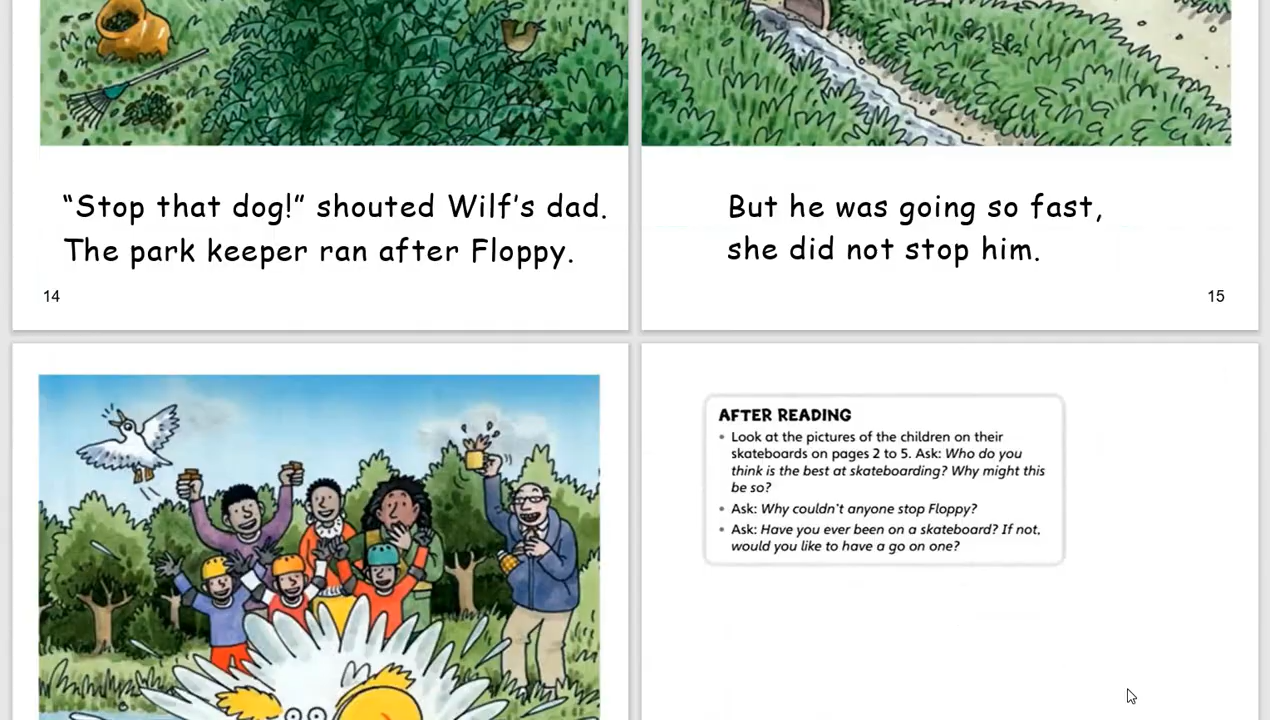 “Stop that dog!” shouted Wilf’s dad.
The park keeper ran after Floppy.
14
But he was going so fast,
she did not stop him.
15
AFTER READING
• Look at the pictures of the children on their
skateboards on pages 2 to 5. Ask: Who do you
think is the best at skateboarding? Why might this
be so?
• Ask: Why couldn’t anyone stop Floppy?
• Ask: Have you ever been on a skateboard? If not,
would you like to have a go on one?